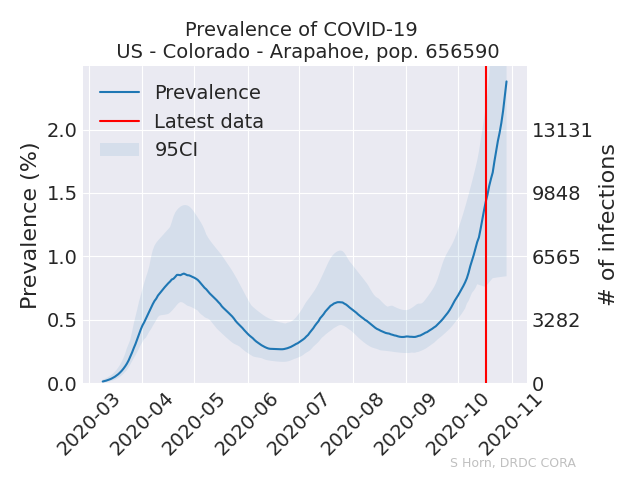 Prevalence of COVID-19
US - Colorado - Arapahoe, pop. 656590
Prevalence
Latest data
95CI
Prevalence (%)
2.0
1.5
1.0
0.5
0.0
13131
9848
6565
3282
0
# of infections
2020-03
2020-04
2020-05
2020-06
2020-07
2020-08
2020-09
2020-10
2020-11
S Horn, DRDC CORA